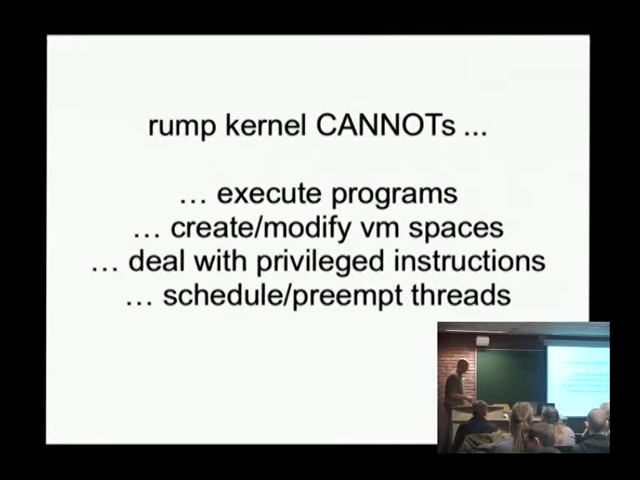 rump kernel CANNOTs ...
... execute programs
... create/modify vm spaces
... deal with privileged instructions
... schedule/preempt threads